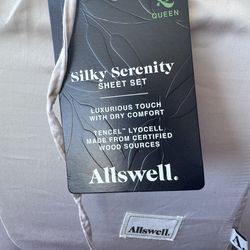 QUEEN
Silky Serenity
SHEET SET
LUXURIOUS TOUCH
WITH DRY COMFORT
TENCEL™ LYOCELL
MADE FROM CERTIFIED
WOOD SOURCES
Allswell.
Allswell.